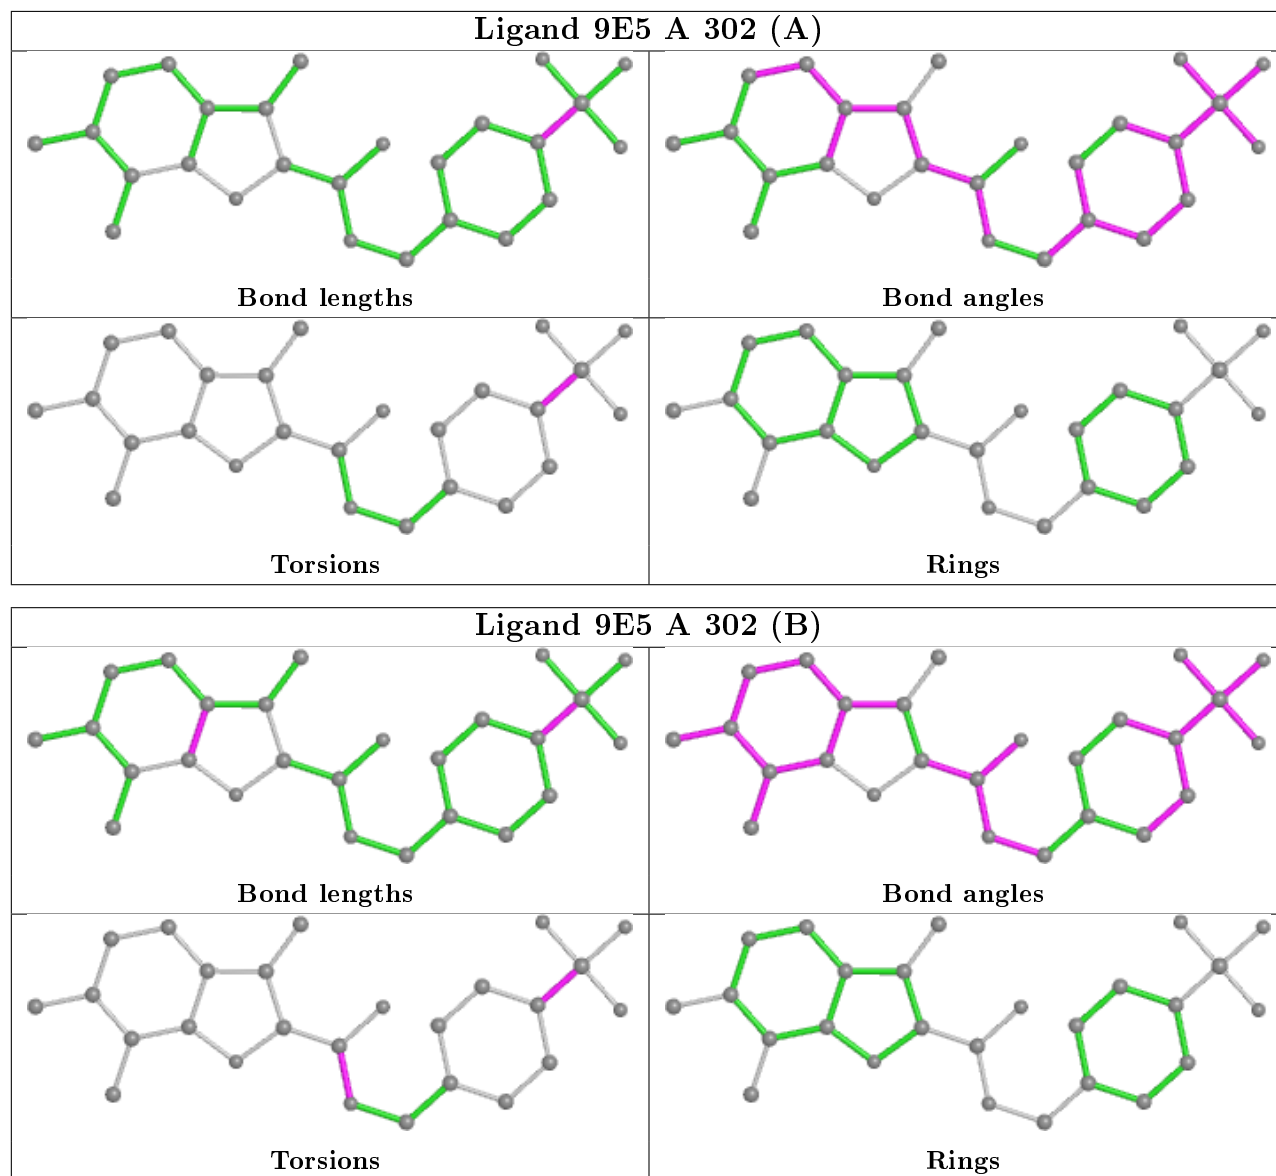 Ligand 9E5 A 302 (A)
Bond lengths
Bond angles
Torsions
Rings
Ligand 9E5 A 302 (B)
Bond lengths
Bond angles
Torsions
Rings